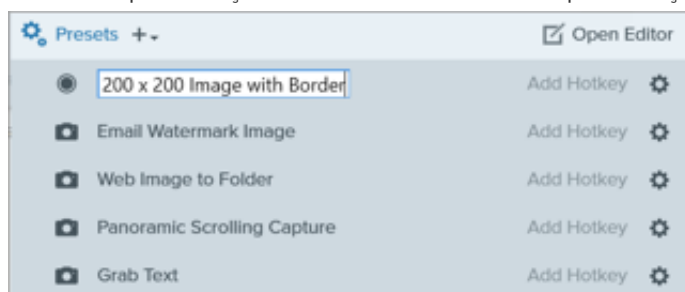 Presets + Open Editor
200 x 200 Image with Border Add Hotkey
Email Watermark Image Add Hotkey
Web Image to Folder Add Hotkey
Panoramic Scrolling Capture Add Hotkey
Grab Text Add Hotkey